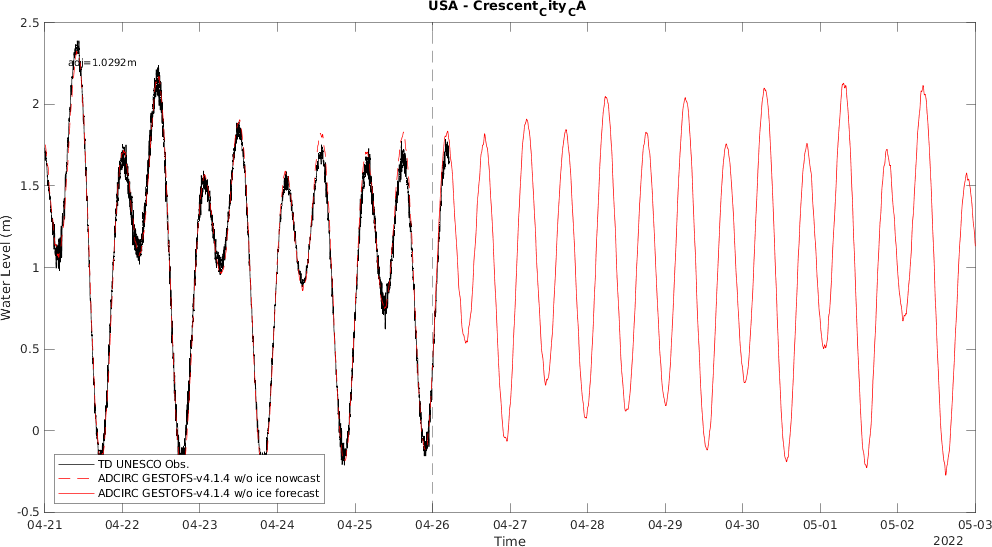 USA - Crescent_City_CA
2.5
adj=1.0292m
2
1.5
1
0.5
0
-0.5
Water Level (m)
TD UNESCO Obs.
ADCIRC GESTOFS-v4.1.4 w/o ice nowcast
ADCIRC GESTOFS-v4.1.4 w/o ice forecast
04-21 04-22 04-23 04-24 04-25 04-26 04-27 04-28 04-29 04-30 05-01 05-02 05-03
Time
2022